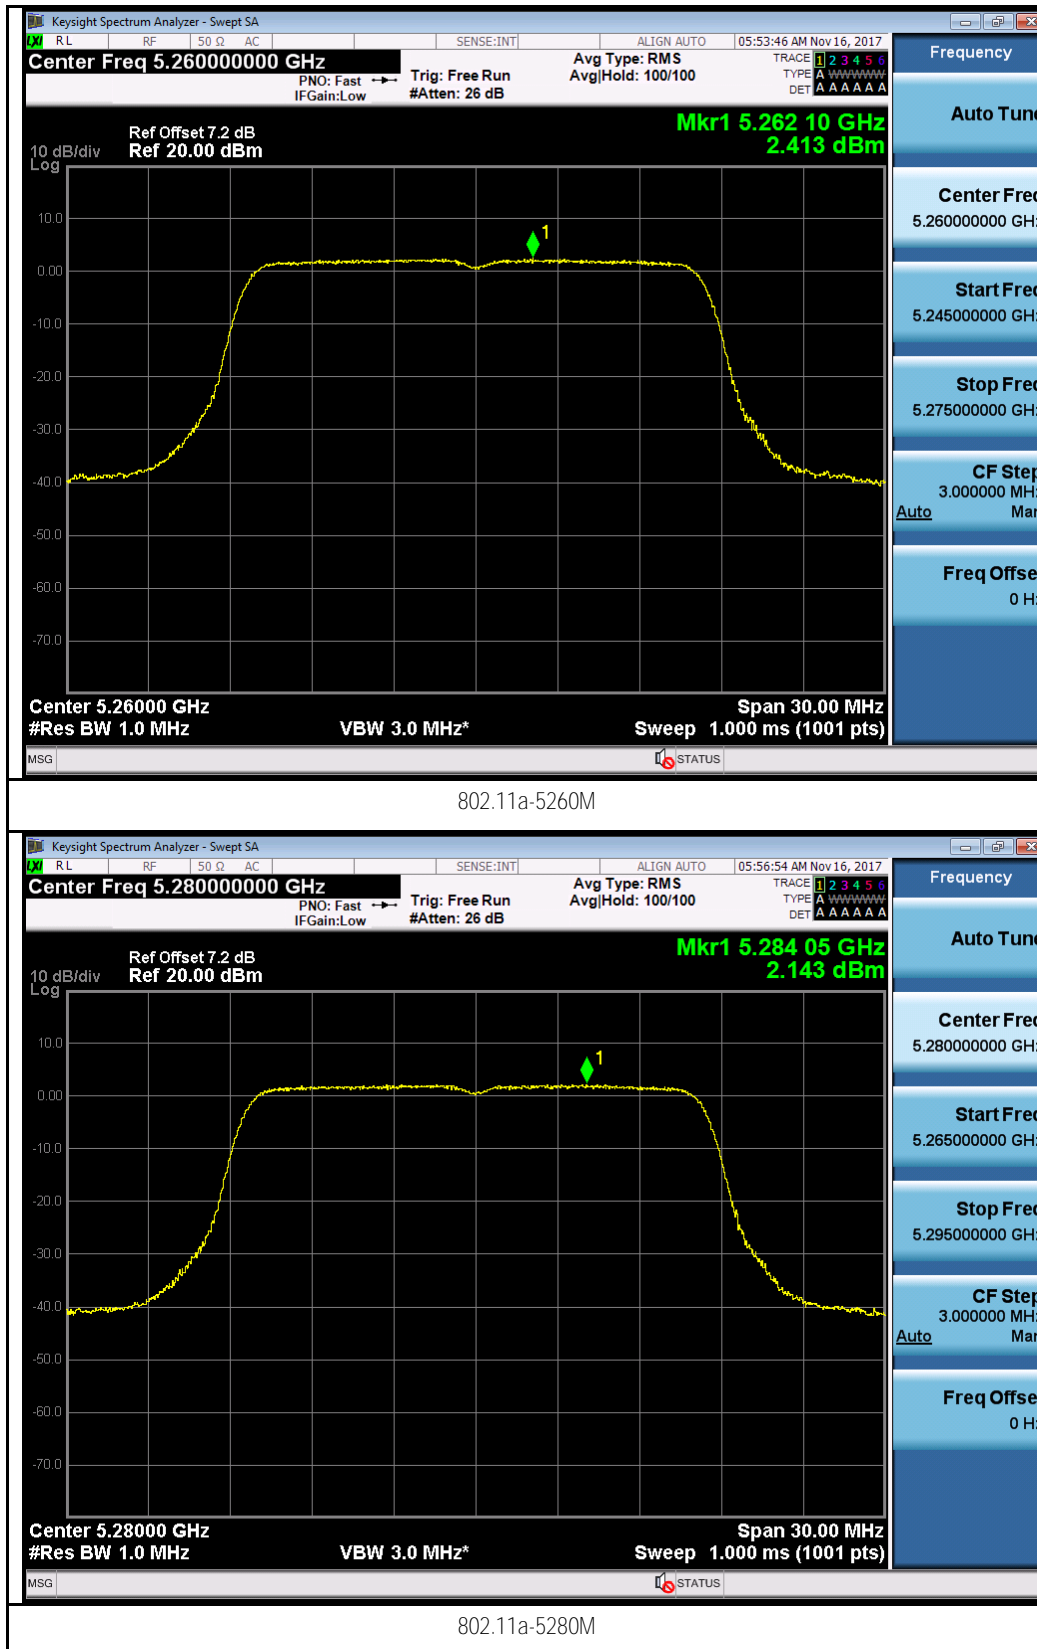 Keysight Spectrum Analyzer - Swept SA
LXI RL RF 50 Ω AC SENSE:INT ALIGN AUTO 05:53:46 AM Nov 16, 2017
Center Freq 5.260000000 GHz
PNO: Fast
IFGain:Low
Trig: Free Run
#Atten: 26 dB
Avg Type: RMS
Avg|Hold: 100/100
TRACE 1 2 3 4 5 6
TYPE A WWWWW
DET A A A A A A
Frequency
Auto Tune
Mkr1 5.262 10 GHz
2.413 dBm
Ref Offset 7.2 dB
10 dB/div Ref 20.00 dBm
Log
1
10.0
0.00
-10.0
-20.0
-30.0
-40.0
-50.0
-60.0
-70.0
Center Freq
5.260000000 GHz
Start Freq
5.245000000 GHz
Stop Freq
5.275000000 GHz
CF Step
3.000000 MHz
Auto Man
Freq Offset
0 Hz
Center 5.26000 GHz Span 30.00 MHz
#Res BW 1.0 MHz VBW 3.0 MHz* Sweep 1.000 ms (1001 pts)
MSG STATUS
802.11a-5260M
Keysight Spectrum Analyzer - Swept SA
LXI RL RF 50 Ω AC SENSE:INT ALIGN AUTO 05:56:54 AM Nov 16, 2017
Center Freq 5.280000000 GHz
PNO: Fast
IFGain:Low
Trig: Free Run
#Atten: 26 dB
Avg Type: RMS
Avg|Hold: 100/100
TRACE 1 2 3 4 5 6
TYPE A WWWWW
DET A A A A A A
Frequency
Auto Tune
Mkr1 5.284 05 GHz
2.143 dBm
Ref Offset 7.2 dB
10 dB/div Ref 20.00 dBm
Log
1
10.0
0.00
-10.0
-20.0
-30.0
-40.0
-50.0
-60.0
-70.0
Center Freq
5.280000000 GHz
Start Freq
5.265000000 GHz
Stop Freq
5.295000000 GHz
CF Step
3.000000 MHz
Auto Man
Freq Offset
0 Hz
Center 5.28000 GHz Span 30.00 MHz
#Res BW 1.0 MHz VBW 3.0 MHz* Sweep 1.000 ms (1001 pts)
MSG STATUS
802.11a-5280M